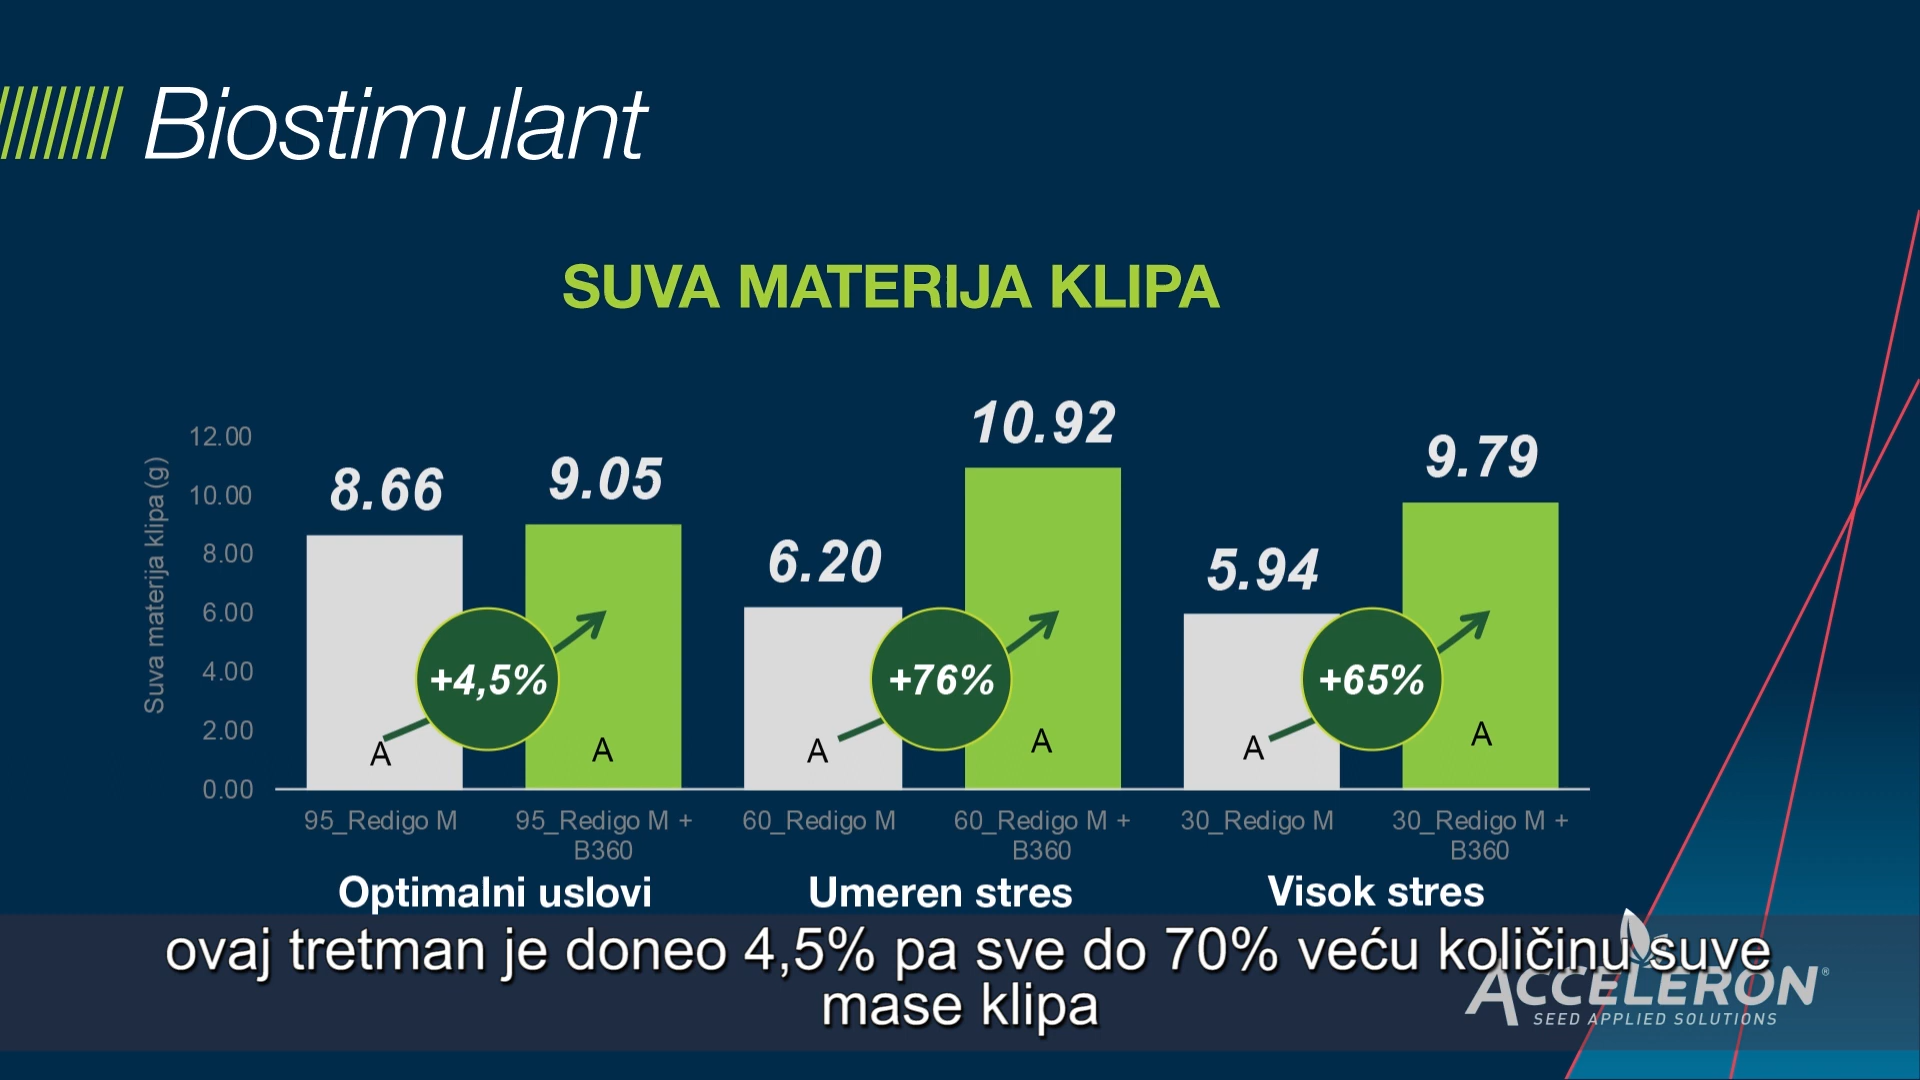 Biostimulant
SUVA MATERIJA KLIPA
Suva materija klipa (g)
12.00
10.00
8.00
6.00
4.00
2.00
0.00
8.66
9.05
6.20
10.92
5.94
9.79
+4,5%
+76%
+65%
A
A
A
A
A
A
95_Redigo M
95_Redigo M +
B360
60_Redigo M
60_Redigo M +
B360
30_Redigo M
30_Redigo M +
B360
Optimalni uslovi
Umeren stres
Visok stres
ovaj tretman je doneo 4,5% pa sve do 70% veću količinu suve
mase klipa
ACCELERON®
SEED APPLIED SOLUTIONS